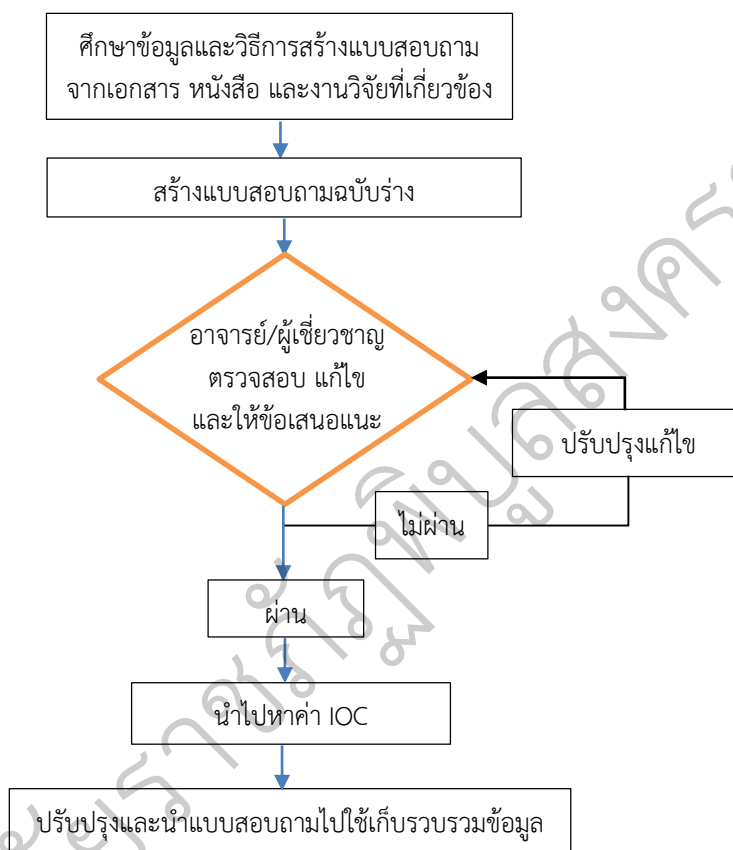 ศึกษาข้อมูลและวิธีการสร้างแบบสอบถาม
จากเอกสาร หนังสือ และงานวิจัยที่เกี่ยวข้อง
สร้างแบบสอบถามฉบับร่าง
อาจารย์/ผู้เชี่ยวชาญ
ตรวจสอบ แก้ไข
และให้ข้อเสนอแนะ
ปรับปรุงแก้ไข
ไม่ผ่าน
ผ่าน
นำไปหาค่า IOC
ปรับปรุงและนำแบบสอบถามไปใช้เก็บรวบรวมข้อมูล